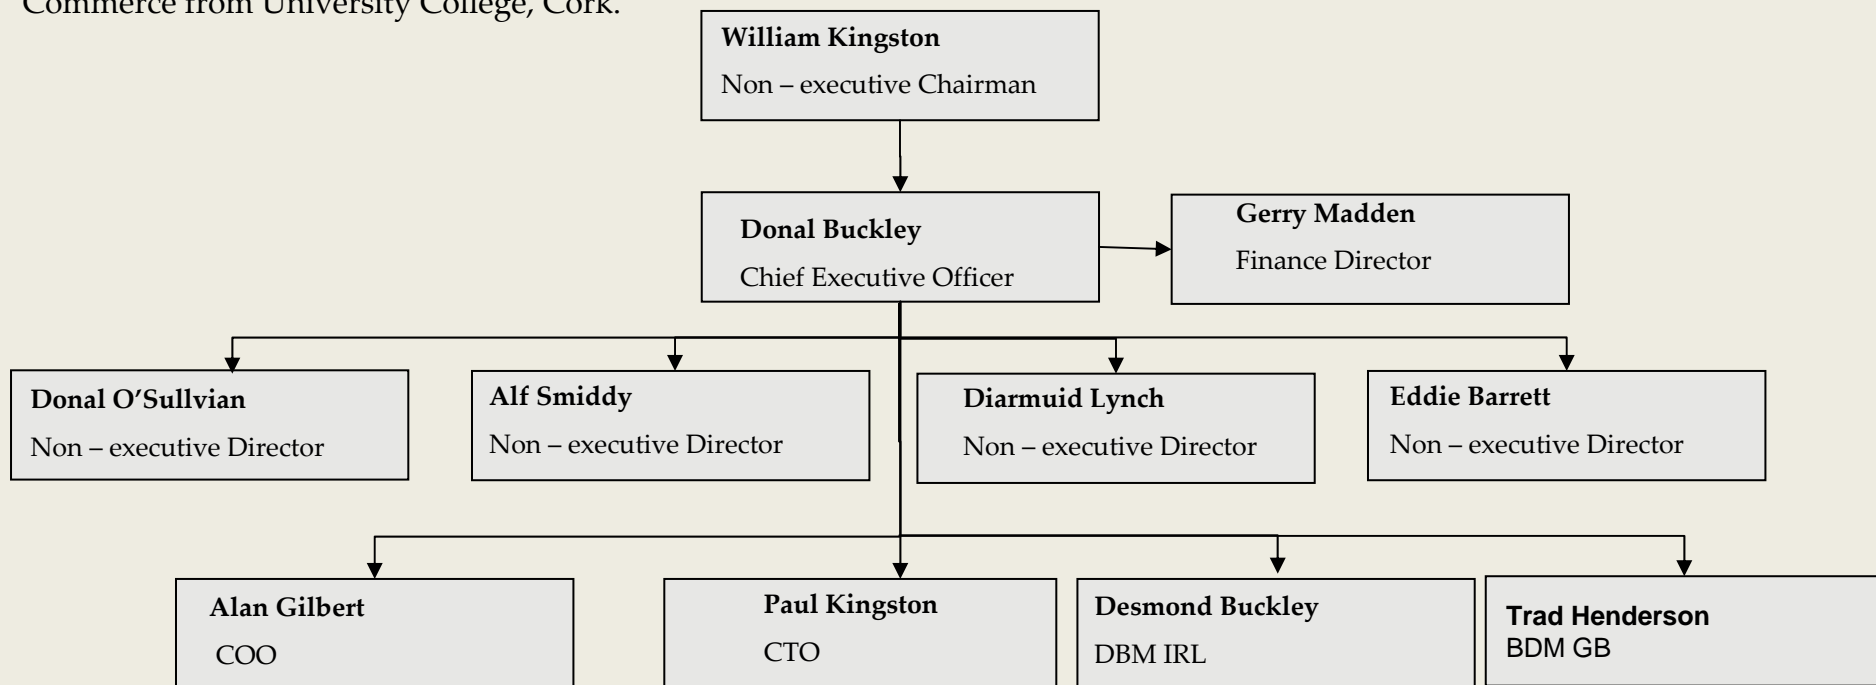 Commerce from University College, Cork.
William Kingston
Non – executive Chairman
Donal Buckley
Chief Executive Officer
Gerry Madden
Finance Director
Donal O’Sullvian
Non – executive Director
Alf Smiddy
Non – executive Director
Diarmuid Lynch
Non – executive Director
Eddie Barrett
Non – executive Director
Alan Gilbert
COO
Paul Kingston
CTO
Desmond Buckley
DBM IRL
Trad Henderson
BDM GB